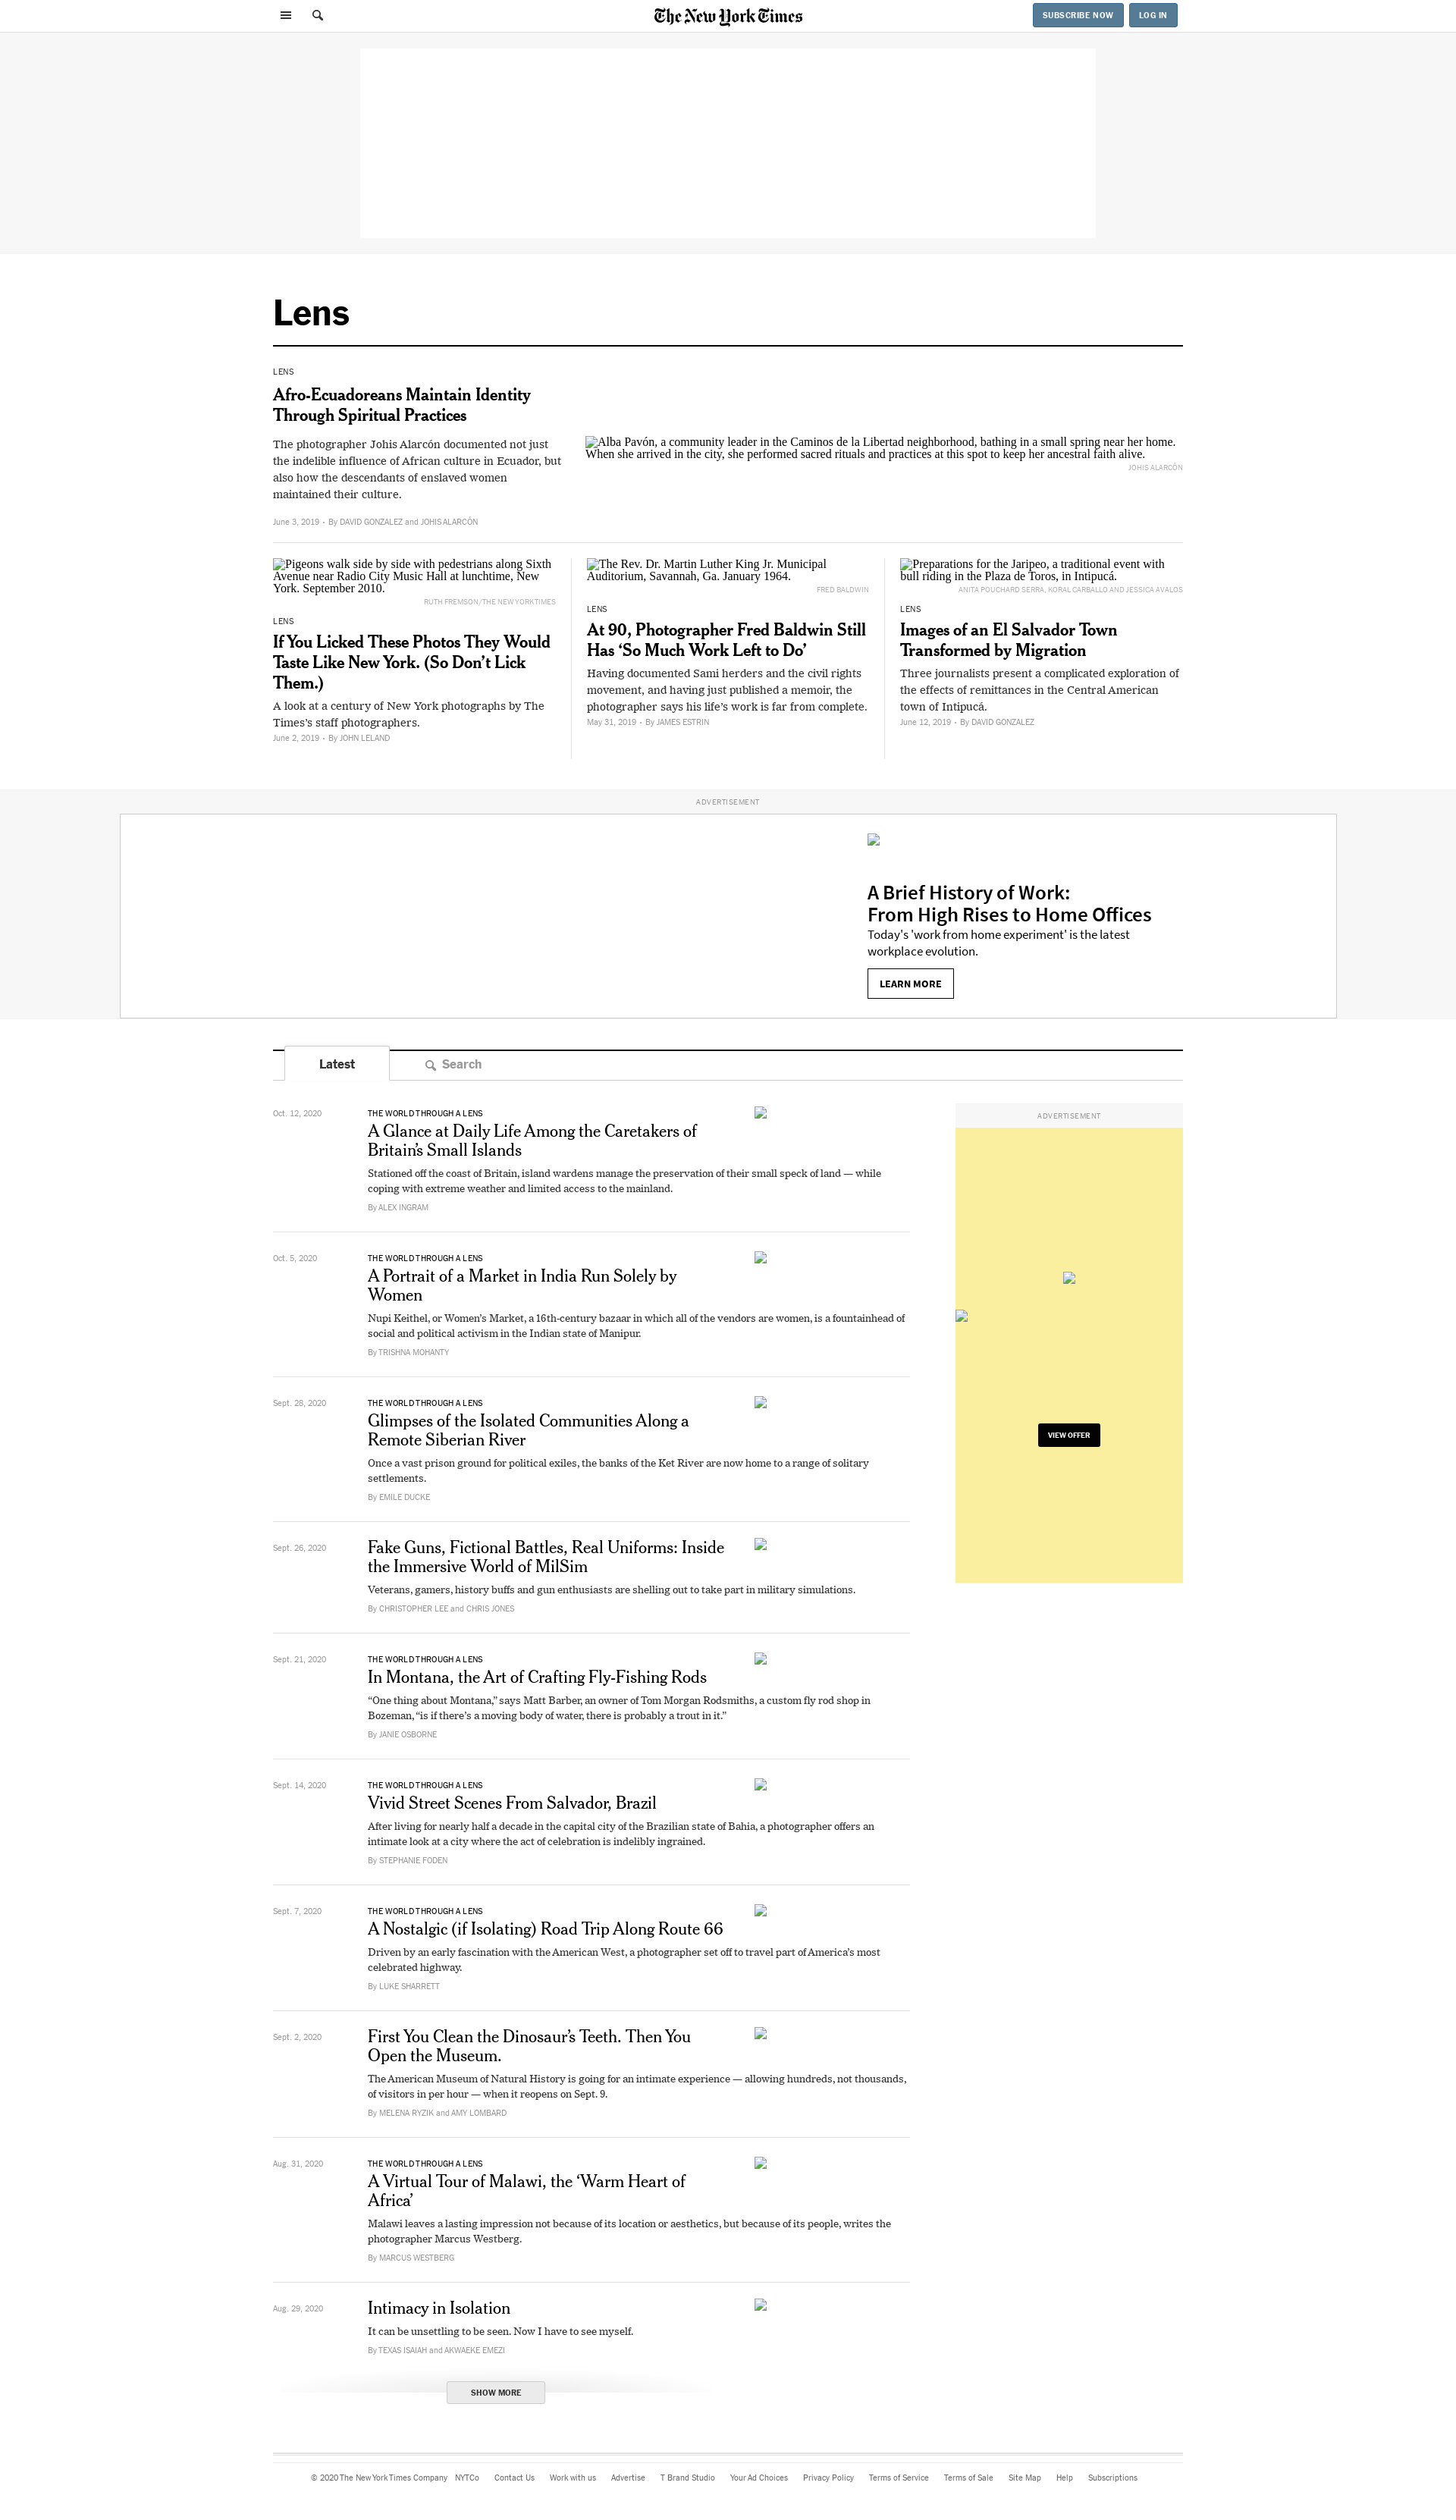 The New York Times
SUBSCRIBE NOW
LOG IN
Lens
LENS
Afro-Ecuadoreans Maintain Identity
Through Spiritual Practices
The photographer Johis Alarcón documented not just
the indelible influence of African culture in Ecuador, but
also how the descendants of enslaved women
maintained their culture.
June 3, 2019 • By DAVID GONZALEZ and JOHIS ALARCÓN
Alba Pavón, a community leader in the Caminos de la Libertad neighborhood, bathing in a small spring near her home.
When she arrived in the city, she performed sacred rituals and practices at this spot to keep her ancestral faith alive.
JOHIS ALARCÓN
Pigeons walk side by side with pedestrians along Sixth
Avenue near Radio City Music Hall at lunchtime, New
York. September 2010.
RUTH FREMSON/THE NEW YORK TIMES
LENS
If You Licked These Photos They Would
Taste Like New York. (So Don’t Lick
Them.)
A look at a century of New York photographs by The
Times’s staff photographers.
June 2, 2019 • By JOHN LELAND
The Rev. Dr. Martin Luther King Jr. Municipal
Auditorium, Savannah, Ga. January 1964.
FRED BALDWIN
LENS
At 90, Photographer Fred Baldwin Still
Has ‘So Much Work Left to Do’
Having documented Sami herders and the civil rights
movement, and having just published a memoir, the
photographer says his life’s work is far from complete.
May 31, 2019 • By JAMES ESTRIN
Preparations for the Jaripeo, a traditional event with
bull riding in the Plaza de Toros, in Intipucá.
ANITA POUCHARD SERRA, KORAL CARBALLO AND JESSICA AVALOS
LENS
Images of an El Salvador Town
Transformed by Migration
Three journalists present a complicated exploration of
the effects of remittances in the Central American
town of Intipucá.
June 12, 2019 • By DAVID GONZALEZ
ADVERTISEMENT
A Brief History of Work:
From High Rises to Home Offices
Today's 'work from home experiment' is the latest
workplace evolution.
LEARN MORE
Latest
Search
Oct. 12, 2020
THE WORLD THROUGH A LENS
A Glance at Daily Life Among the Caretakers of
Britain’s Small Islands
Stationed off the coast of Britain, island wardens manage the preservation of their small speck of land — while
coping with extreme weather and limited access to the mainland.
By ALEX INGRAM
ADVERTISEMENT
VIEW OFFER
Oct. 5, 2020
THE WORLD THROUGH A LENS
A Portrait of a Market in India Run Solely by
Women
Nupi Keithel, or Women's Market, a 16th-century bazaar in which all of the vendors are women, is a fountainhead of
social and political activism in the Indian state of Manipur.
By TRISHNA MOHANTY
Sept. 28, 2020
THE WORLD THROUGH A LENS
Glimpses of the Isolated Communities Along a
Remote Siberian River
Once a vast prison ground for political exiles, the banks of the Ket River are now home to a range of solitary
settlements.
By EMILE DUCKE
Sept. 26, 2020
Fake Guns, Fictional Battles, Real Uniforms: Inside
the Immersive World of MilSim
Veterans, gamers, history buffs and gun enthusiasts are shelling out to take part in military simulations.
By CHRISTOPHER LEE and CHRIS JONES
Sept. 21, 2020
THE WORLD THROUGH A LENS
In Montana, the Art of Crafting Fly-Fishing Rods
“One thing about Montana,” says Matt Barber, an owner of Tom Morgan Rodsmiths, a custom fly rod shop in
Bozeman, “is if there’s a moving body of water, there is probably a trout in it.”
By JANIE OSBORNE
Sept. 14, 2020
THE WORLD THROUGH A LENS
Vivid Street Scenes From Salvador, Brazil
After living for nearly half a decade in the capital city of the Brazilian state of Bahia, a photographer offers an
intimate look at a city where the act of celebration is indelibly ingrained.
By STEPHANIE FODEN
Sept. 7, 2020
THE WORLD THROUGH A LENS
A Nostalgic (if Isolating) Road Trip Along Route 66
Driven by an early fascination with the American West, a photographer set off to travel part of America’s most
celebrated highway.
By LUKE SHARRETT
Sept. 2, 2020
First You Clean the Dinosaur’s Teeth. Then You
Open the Museum.
The American Museum of Natural History is going for an intimate experience — allowing hundreds, not thousands,
of visitors in per hour — when it reopens on Sept. 9.
By MELENA RYZIK and AMY LOMBARD
Aug. 31, 2020
THE WORLD THROUGH A LENS
A Virtual Tour of Malawi, the ‘Warm Heart of
Africa’
Malawi leaves a lasting impression not because of its location or aesthetics, but because of its people, writes the
photographer Marcus Westberg.
By MARCUS WESTBERG
Aug. 29, 2020
Intimacy in Isolation
It can be unsettling to be seen. Now I have to see myself.
By TEXAS ISAIAH and AKWAEKE EMEZI
SHOW MORE
© 2020 The New York Times Company NYTCo Contact Us Work with us Advertise T Brand Studio Your Ad Choices Privacy Policy Terms of Service Terms of Sale Site Map Help Subscriptions